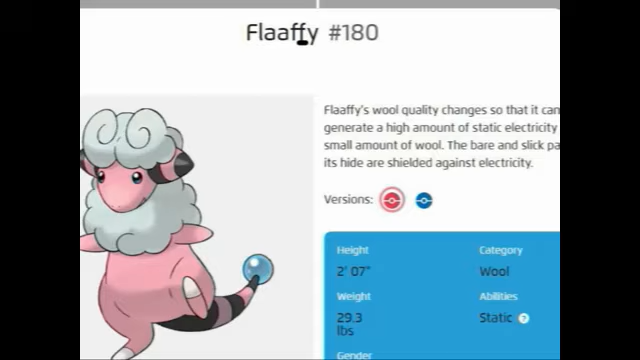 Flaaffy #180
Flaaffy's wool quality changes so that it can
generate a high amount of static electricity
small amount of wool. The bare and slick pa
its hide are shielded against electricity.
Versions:
Height
Category
2' 07"
Wool
Weight
Abilities
29.3
lbs
Static ?
Gender